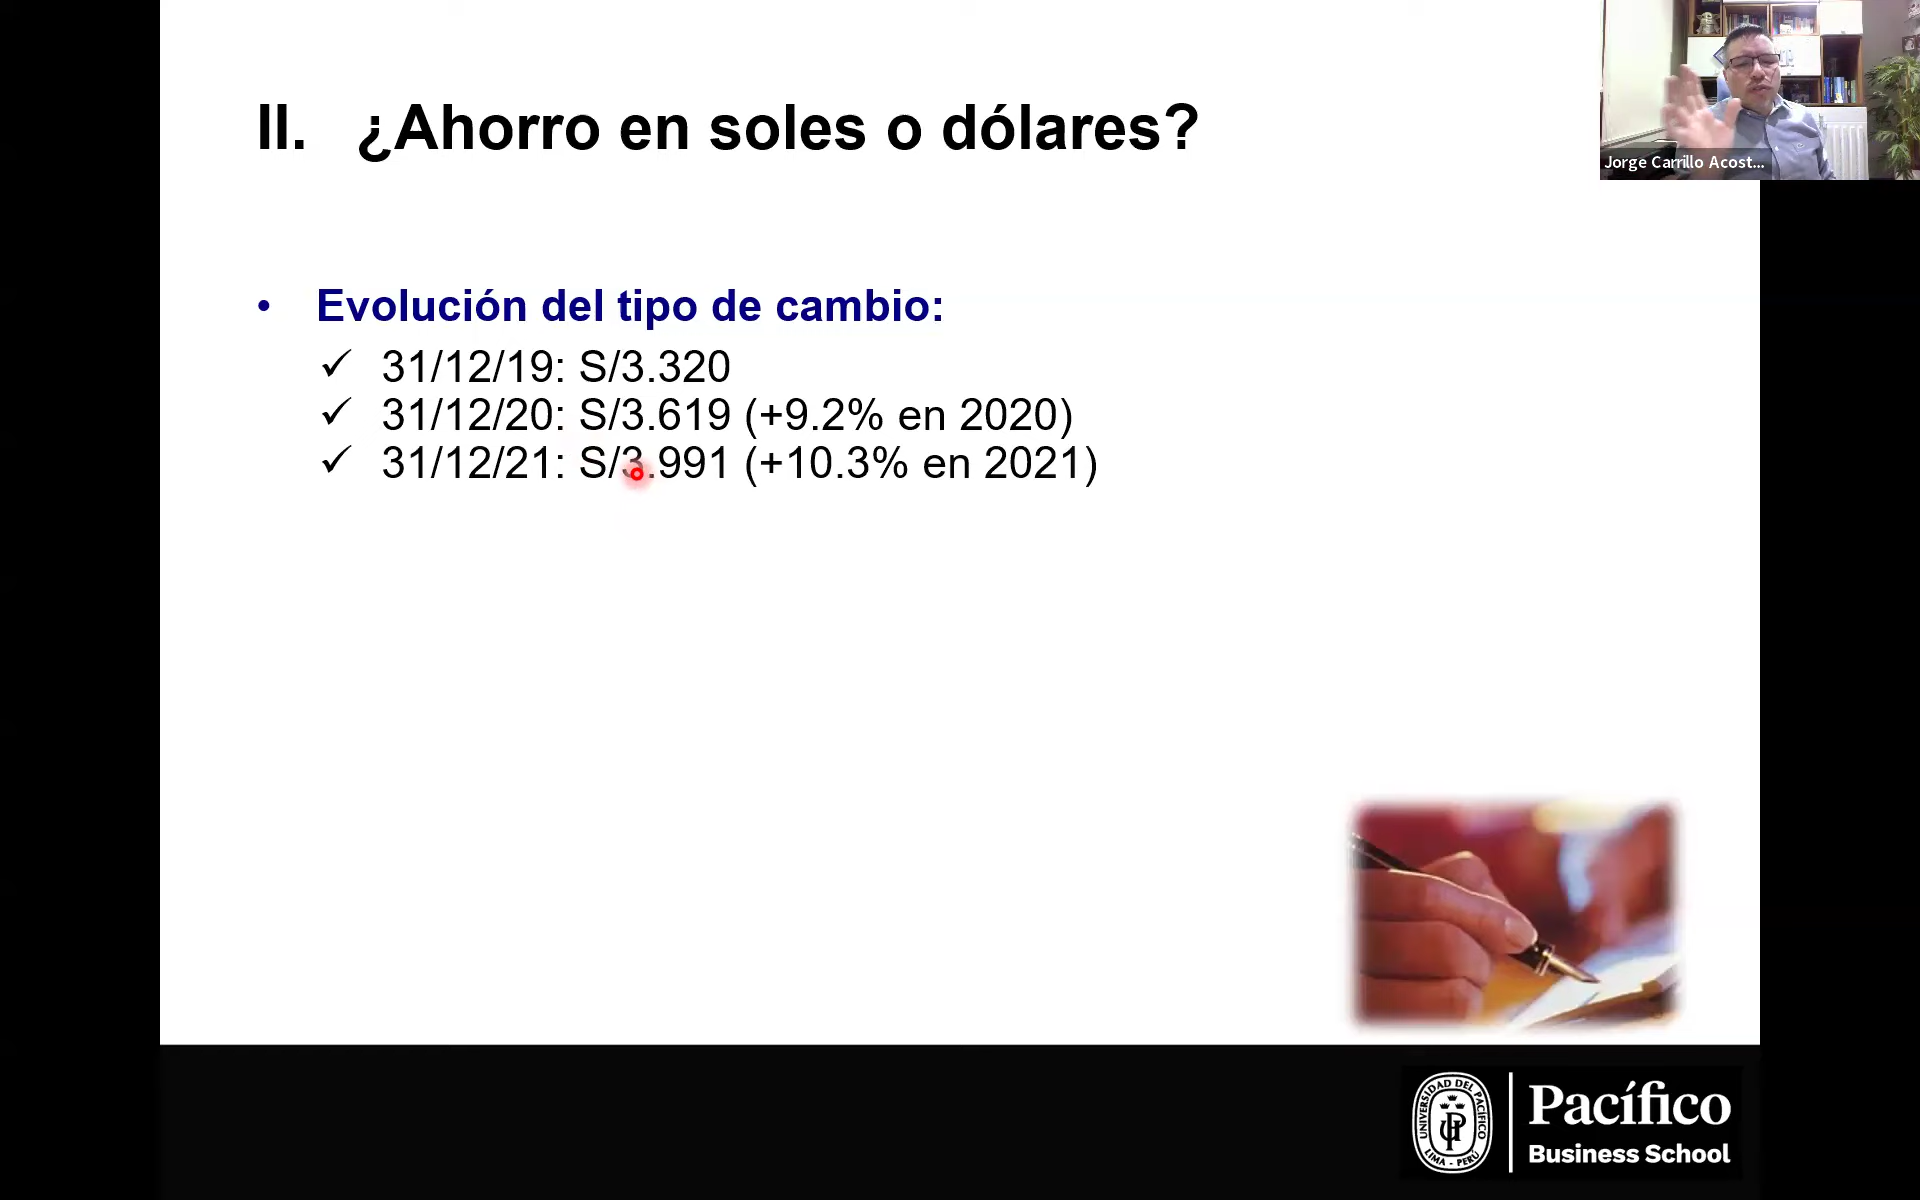 II. ¿Ahorro en soles o dólares?
Jorge Carrillo Acost...
• Evolución del tipo de cambio:
✓ 31/12/19: S/3.320
✓ 31/12/20: S/3.619 (+9.2% en 2020)
✓ 31/12/21: S/3.991 (+10.3% en 2021)
UNIVERSIDAD DEL PACÍFICO
LIMA - PERÚ
Pacífico
Business School